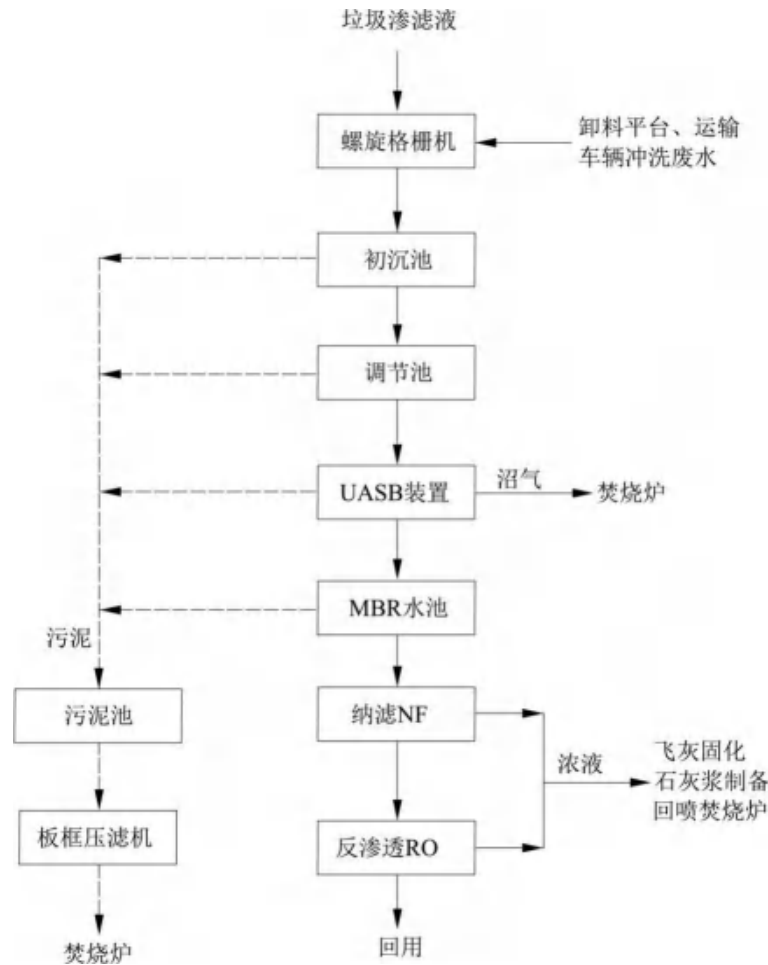 垃圾渗滤液
螺旋格栅机
卸料平台、运输
车辆冲洗废水
初沉池
调节池
UASB装置
沼气
焚烧炉
MBR水池
污泥
污泥池
纳滤NF
浓液
飞灰固化
石灰浆制备
回喷焚烧炉
板框压滤机
反渗透RO
焚烧炉
回用